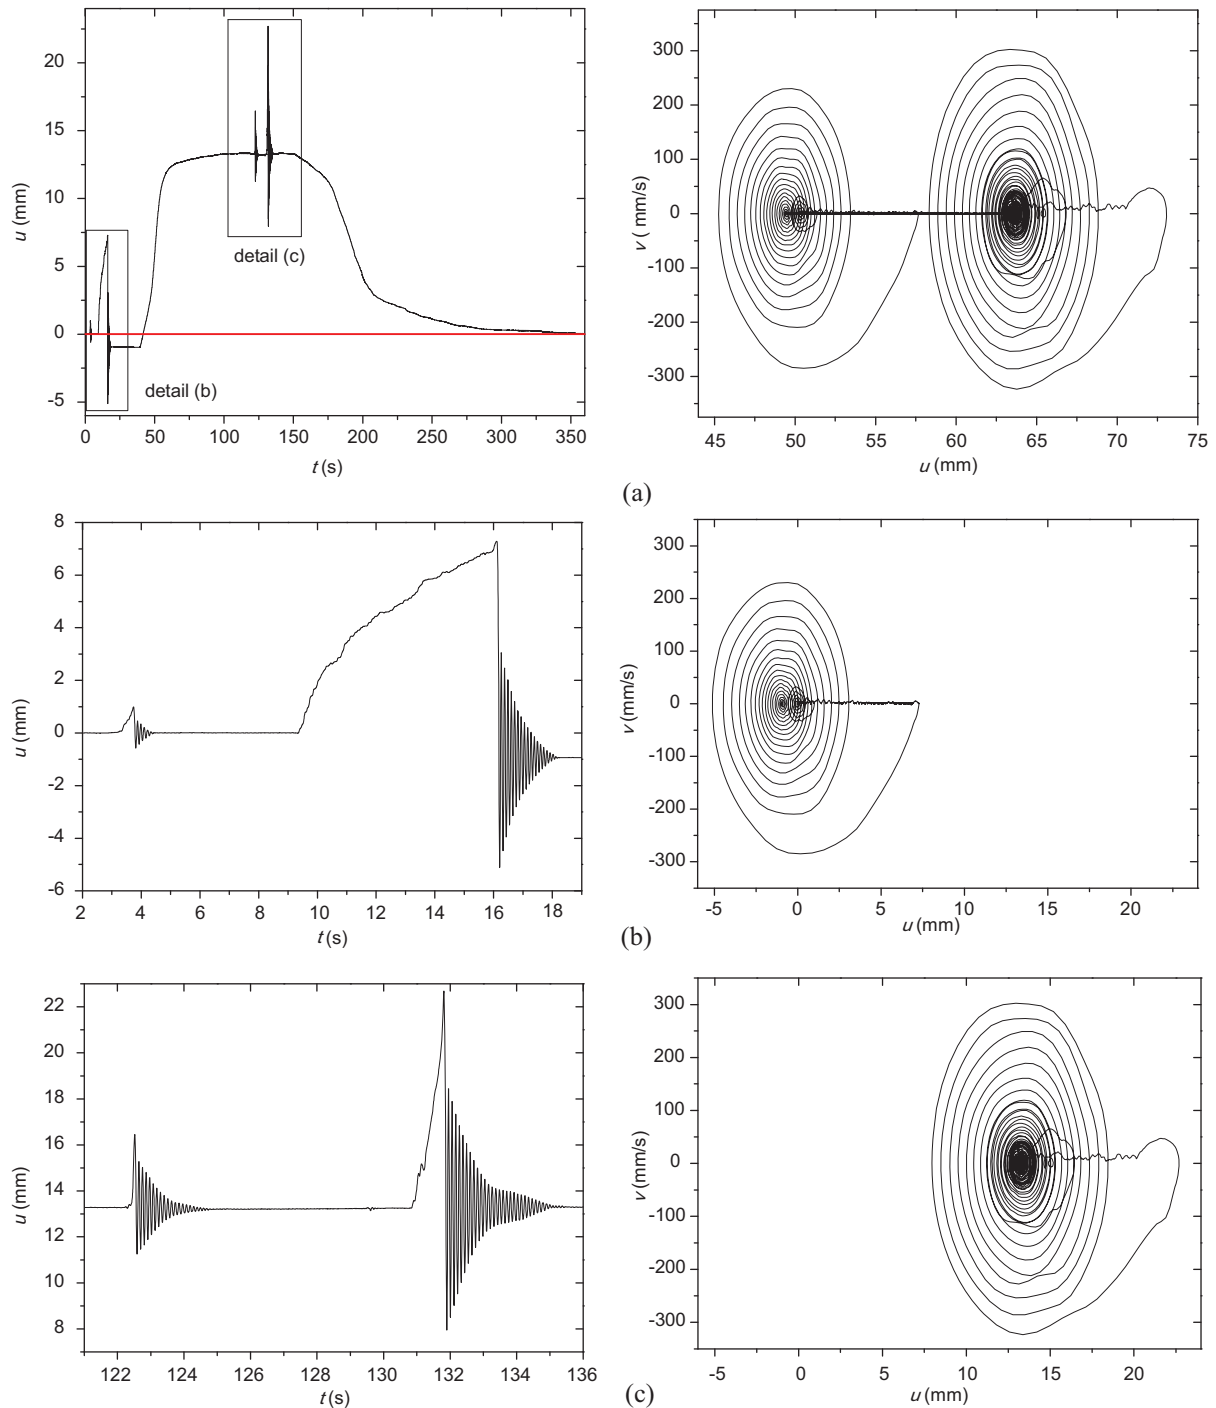 20
15
10
5
0
-5
u (mm)
detail (c)
detail (b)
0 50 100 150 200 250 300 350
t (s)
300
200
100
0
-100
-200
-300
v ( mm/s)
45 50 55 60 65 70 75
u (mm)
(a)
8
6
4
2
0
-2
-4
-6
u (mm)
2 4 6 8 10 12 14 16 18
t (s)
300
200
100
0
-100
-200
-300
v (mm/s)
-5 0 5 10 15 20
u (mm)
(b)
22
20
18
16
14
12
10
8
u (mm)
122 124 126 128 130 132 134 136
t (s)
300
200
100
0
-100
-200
-300
v (mm/s)
-5 0 5 10 15 20
u (mm)
(c)